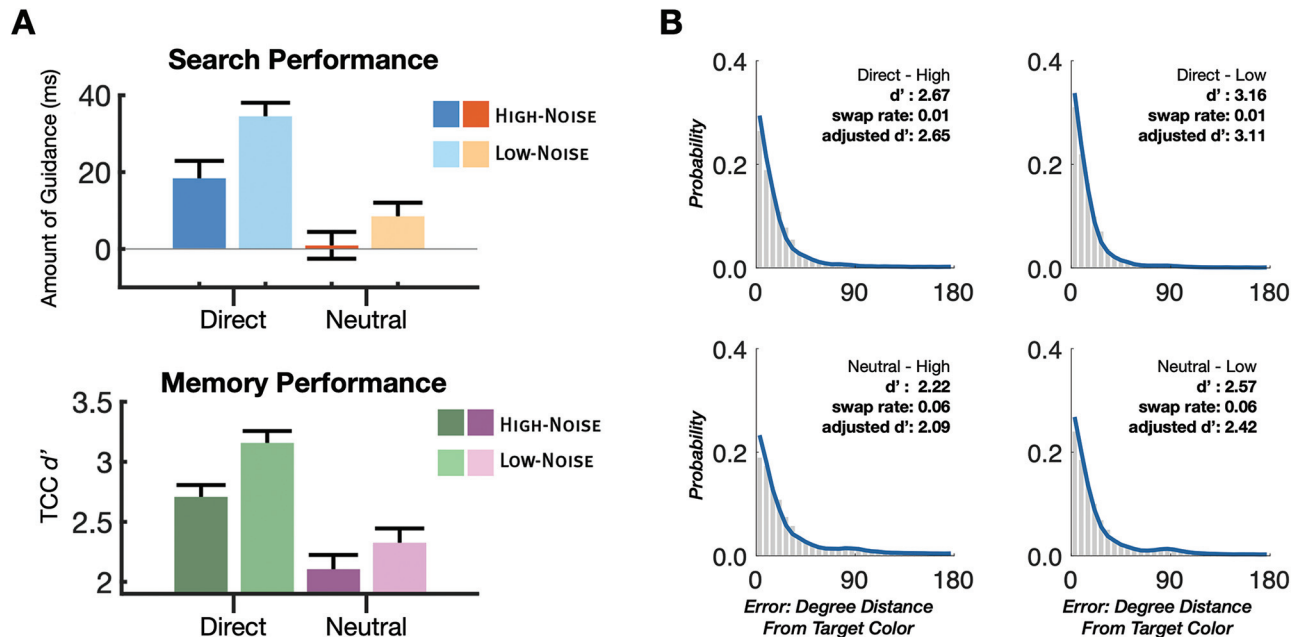 A
Search Performance
Amount of Guidance (ms)
40
20
0
HIGH-NOISE
LOW-NOISE
Direct
Neutral
Memory Performance
TCC d'
3.5
3
2.5
2
HIGH-NOISE
LOW-NOISE
Direct
Neutral
B
Probability
0.4
0.2
0.0
Direct - High
d' : 2.67
swap rate: 0.01
adjusted d': 2.65
0
90
180
0.4
0.2
0.0
Direct - Low
d' : 3.16
swap rate: 0.01
adjusted d': 3.11
0
90
180
Probability
0.4
0.2
0.0
Neutral - High
d' : 2.22
swap rate: 0.06
adjusted d': 2.09
0
90
180
Error: Degree Distance
From Target Color
0.4
0.2
0.0
Neutral - Low
d' : 2.57
swap rate: 0.06
adjusted d': 2.42
0
90
180
Error: Degree Distance
From Target Color